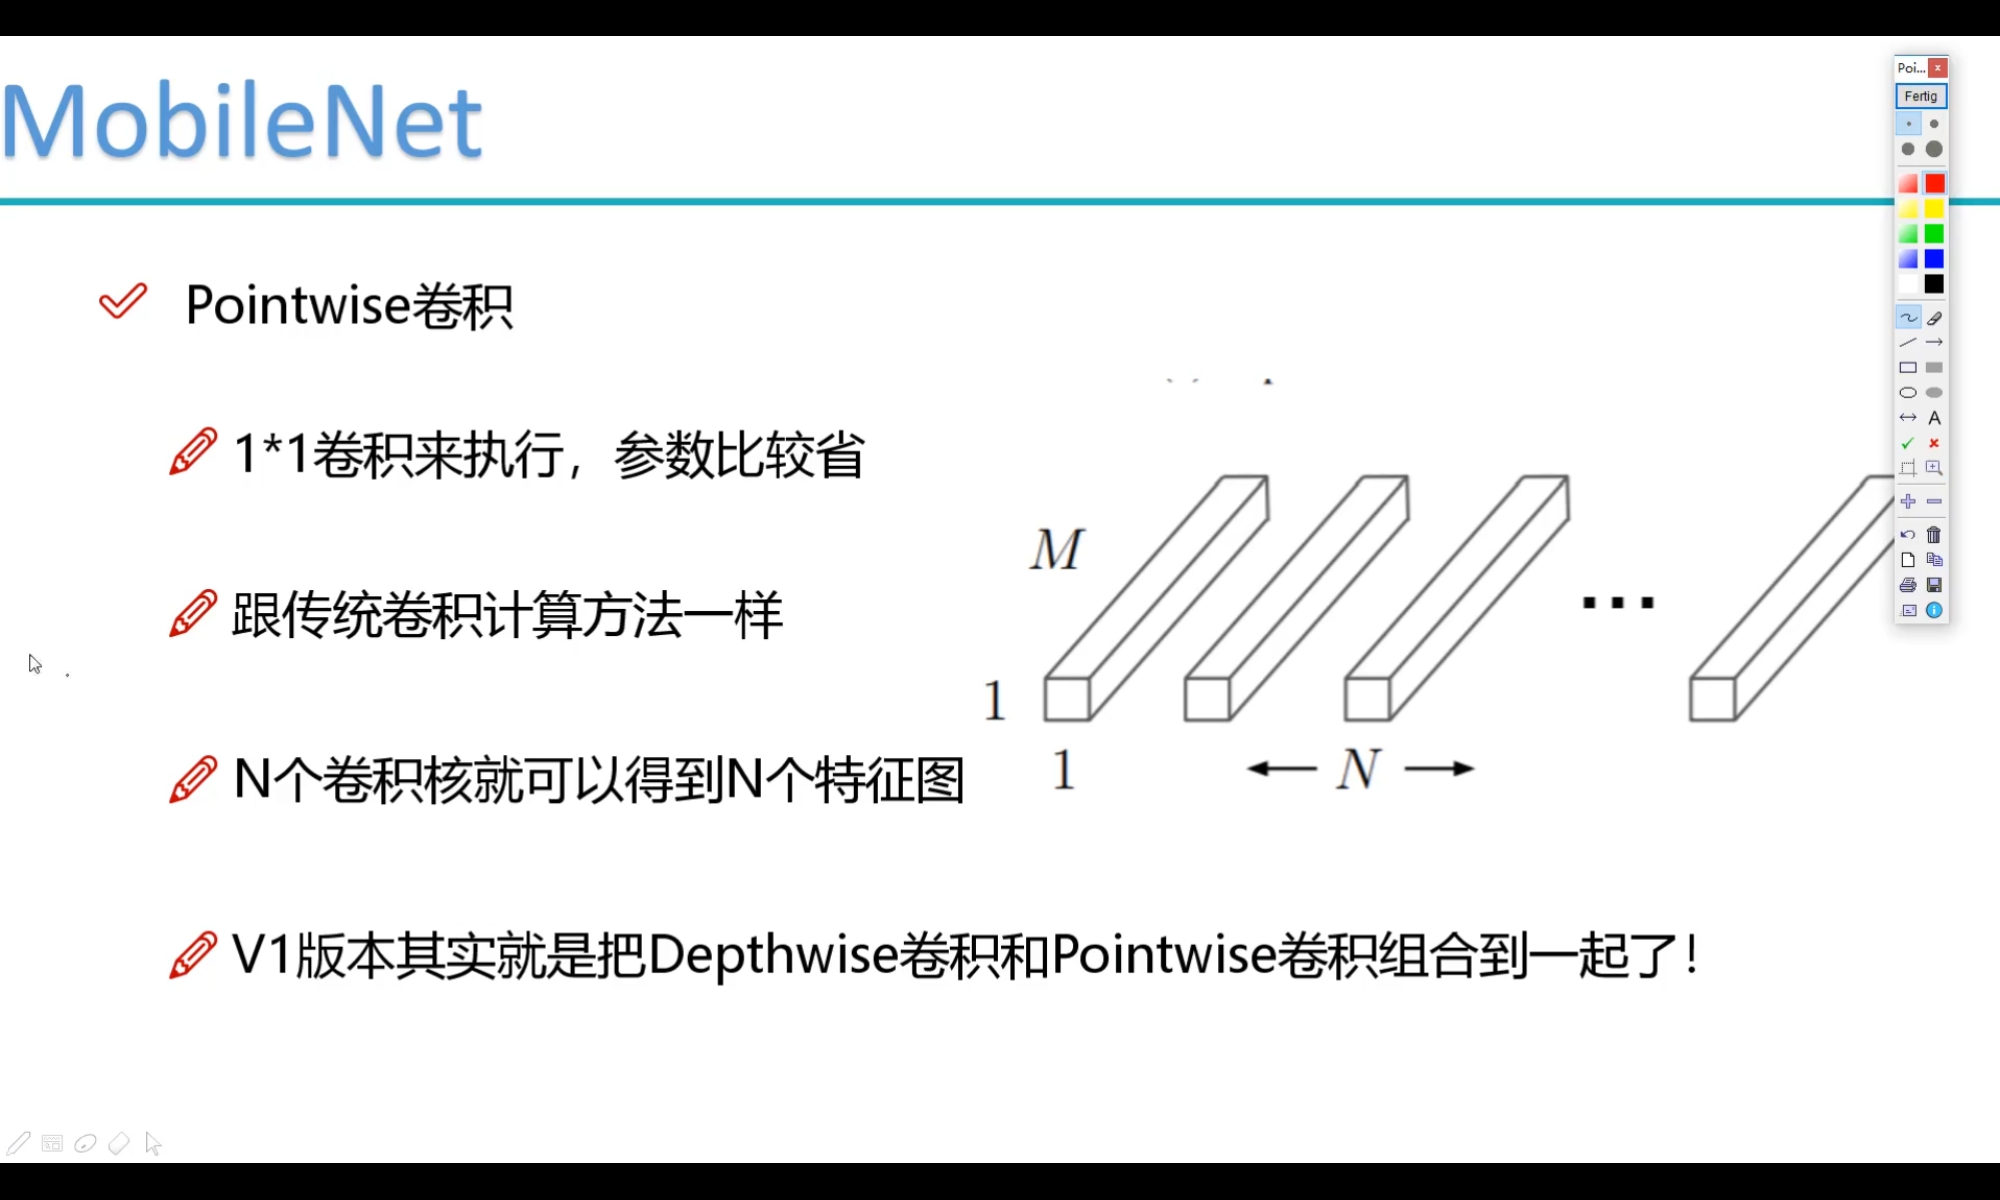 MobileNet
Poi...
Fertig
Pointwise卷积
1*1卷积来执行，参数比较省
M
跟传统卷积计算方法一样
1
1
N
N个卷积核就可以得到N个特征图
V1版本其实就是把Depthwise卷积和Pointwise卷积组合到一起了！